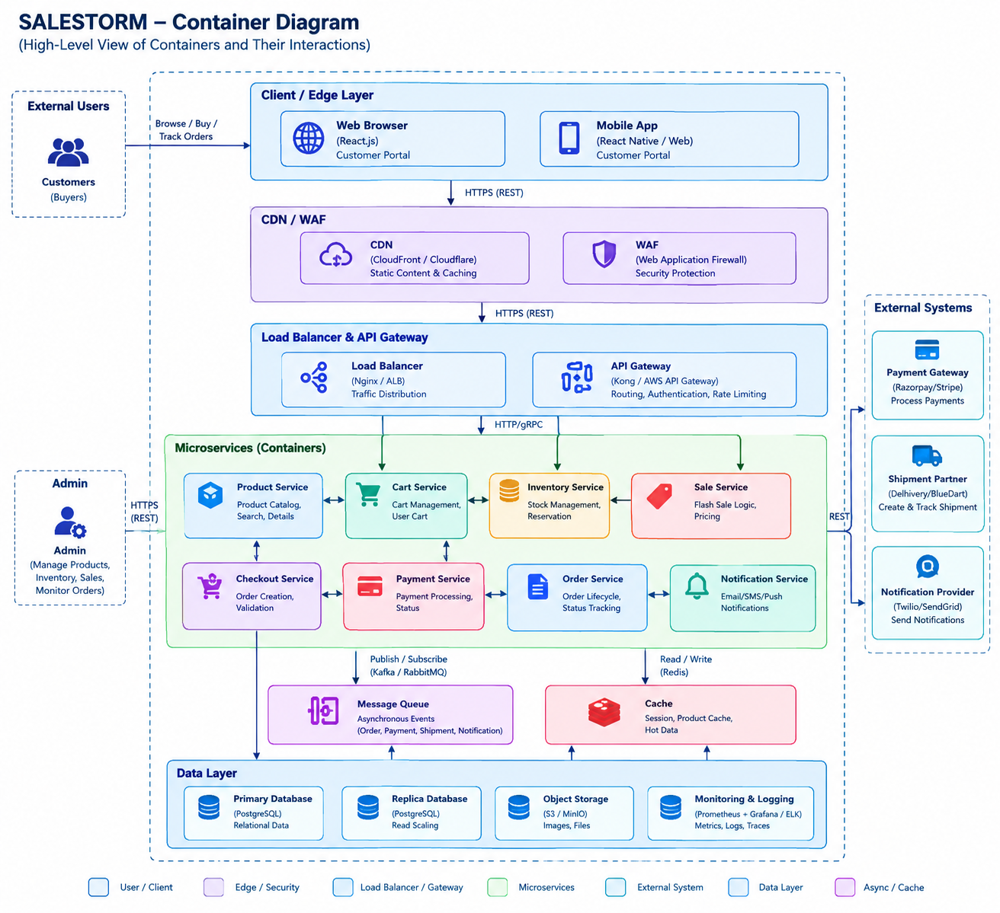 SALESTORM – Container Diagram
(High-Level View of Containers and Their Interactions)
External Users
Customers
(Buyers)
Browse / Buy /
Track Orders
Client / Edge Layer
Web Browser
(React.js)
Customer Portal
Mobile App
(React Native / Web)
Customer Portal
HTTPS (REST)
CDN / WAF
CDN
(CloudFront / Cloudflare)
Static Content & Caching
WAF
(Web Application Firewall)
Security Protection
HTTPS (REST)
Load Balancer & API Gateway
Load Balancer
(Nginx / ALB)
Traffic Distribution
API Gateway
(Kong / AWS API Gateway)
Routing, Authentication, Rate Limiting
HTTP/gRPC
Admin
Admin
(Manage Products,
Inventory, Sales,
Monitor Orders)
HTTPS
(REST)
Microservices (Containers)
Product Service
Product Catalog,
Search, Details
Cart Service
Cart Management,
User Cart
Inventory Service
Stock Management,
Reservation
Sale Service
Flash Sale Logic,
Pricing
Checkout Service
Order Creation,
Validation
Payment Service
Payment Processing,
Status
Order Service
Order Lifecycle,
Status Tracking
Notification Service
Email/SMS/Push
Notifications
REST
External Systems
Payment Gateway
(Razorpay/Stripe)
Process Payments
Shipment Partner
(Delhivery/BlueDart)
Create & Track Shipment
Notification Provider
(Twilio/SendGrid)
Send Notifications
Publish / Subscribe
(Kafka / RabbitMQ)
Read / Write
(Redis)
Message Queue
Asynchronous Events
(Order, Payment, Shipment, Notification)
Cache
Session, Product Cache,
Hot Data
Data Layer
Primary Database
(PostgreSQL)
Relational Data
Replica Database
(PostgreSQL)
Read Scaling
Object Storage
(S3 / MinIO)
Images, Files
Monitoring & Logging
(Prometheus + Grafana / ELK)
Metrics, Logs, Traces
User / Client
Edge / Security
Load Balancer / Gateway
Microservices
External System
Data Layer
Async / Cache